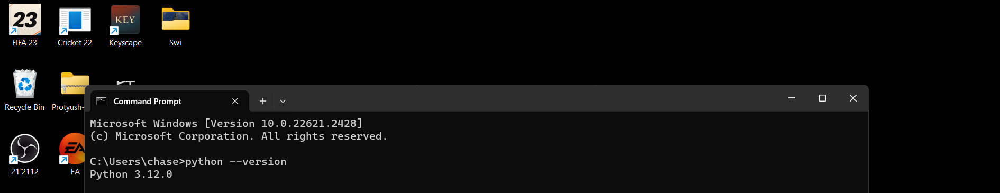 23
KEY
FIFA 23
Cricket 22
Keyscape
Swi
Recycle Bin
Protyush-
Command Prompt
Microsoft Windows [Version 10.0.22621.2428]
(c) Microsoft Corporation. All rights reserved.
C:\Users\chase>python --version
Python 3.12.0
EA
21`2112
EA